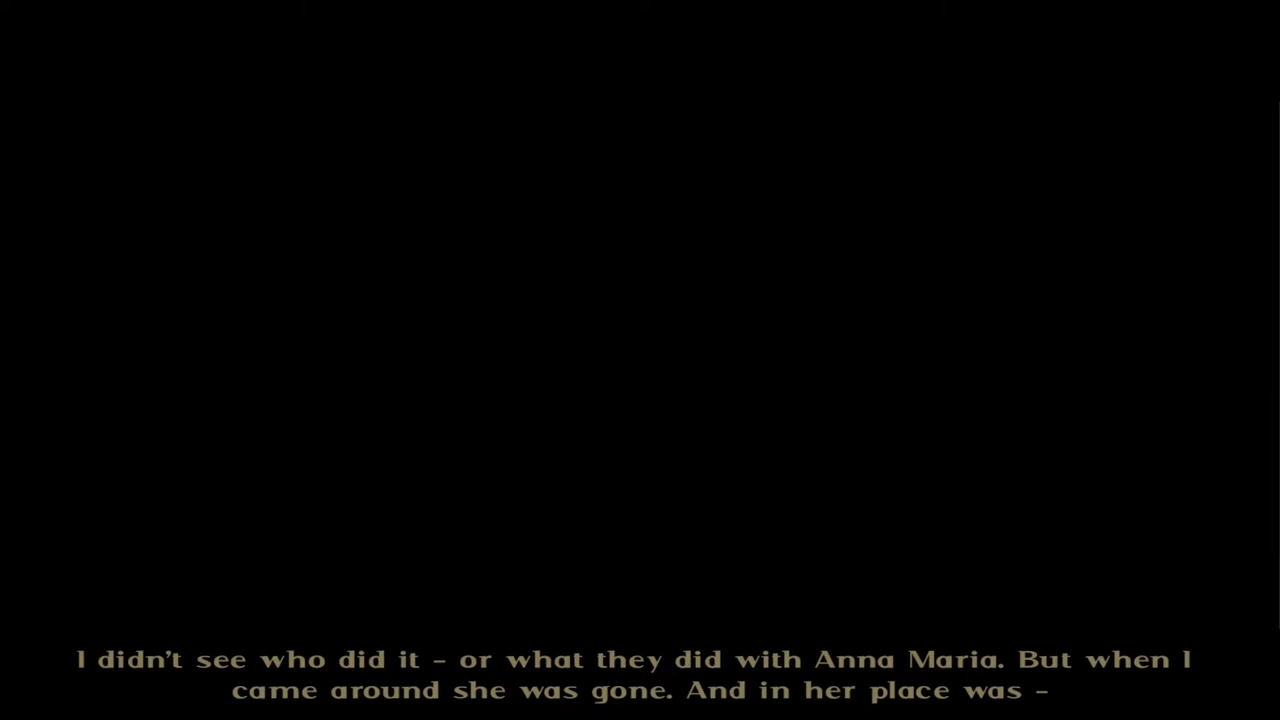 I didn't see who did it - or what they did with Anna Maria. But when I
came around she was gone. And in her place was -